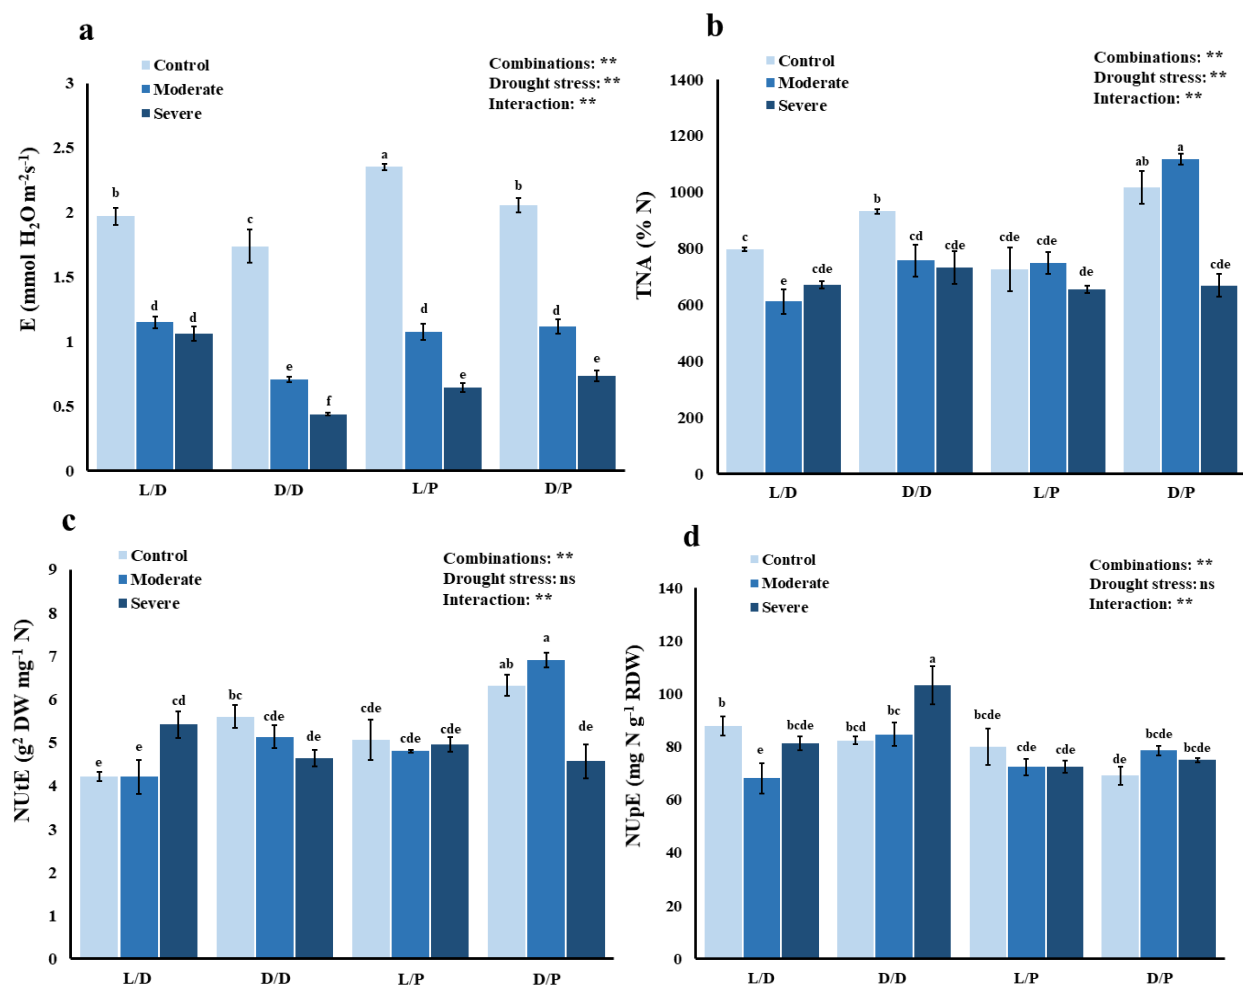 a
Control
Moderate
Severe
Combinations: **
Drought stress: **
Interaction: **
E (mmol H₂O m⁻²s⁻¹)
3
2.5
2
1.5
1
0.5
0
b
d
d
c
e
f
a
d
e
b
d
e
L/D
D/D
L/P
D/P
b
Control
Moderate
Severe
Combinations: **
Drought stress: **
Interaction: **
TNA (% N)
1400
1200
1000
800
600
400
200
0
c
e
cde
b
cd
cde
cde
cde
de
ab
a
cde
L/D
D/D
L/P
D/P
c
Control
Moderate
Severe
Combinations: **
Drought stress: ns
Interaction: **
NUtE (g² DW mg⁻¹ N)
9
8
7
6
5
4
3
2
1
0
e
e
cd
bc
cde
de
cde
cde
cde
ab
a
de
L/D
D/D
L/P
D/P
d
Control
Moderate
Severe
Combinations: **
Drought stress: ns
Interaction: **
NUpE (mg N g⁻¹ RDW)
140
120
100
80
60
40
20
0
b
e
bcde
bcd
bc
a
bcde
cde
cde
de
bcde
bcde
L/D
D/D
L/P
D/P